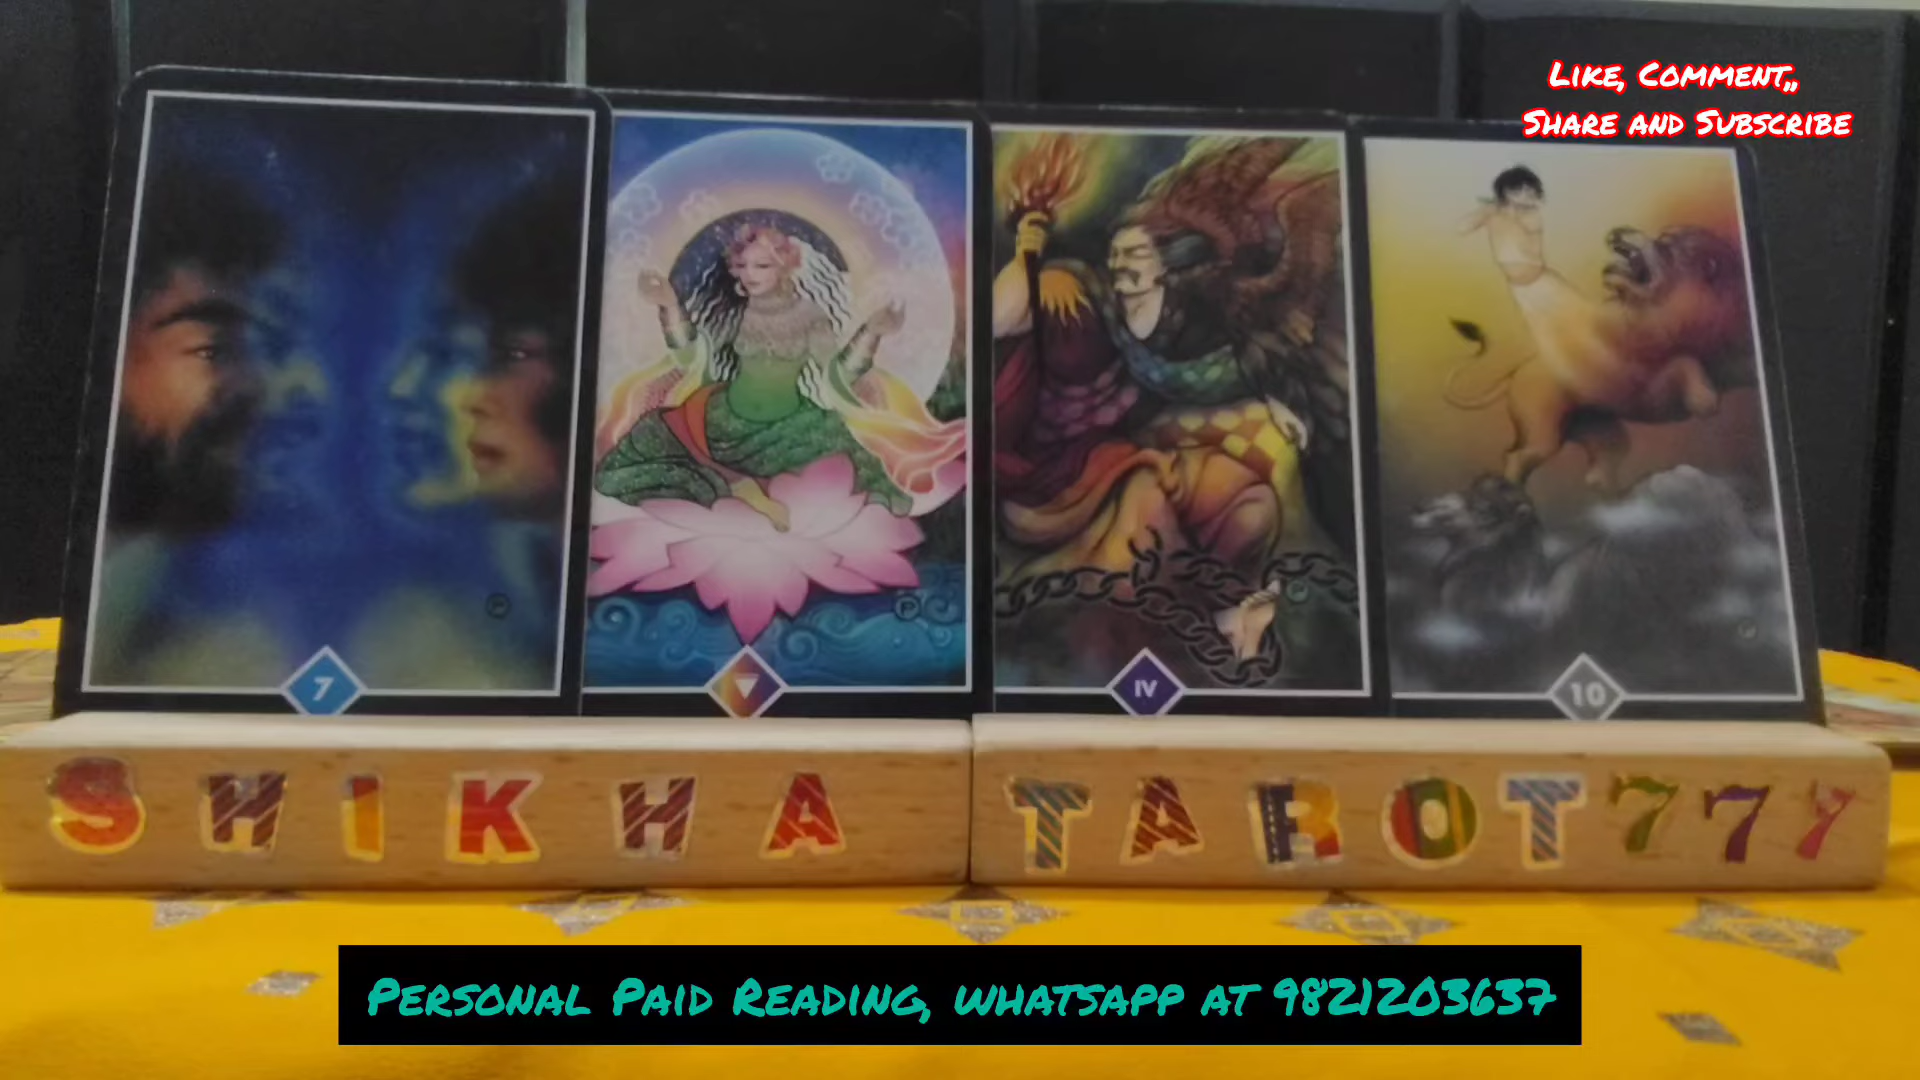 Like, Comment,,
Share and Subscribe
7
IV
10
SHIKHA TAROT777
Personal Paid Reading, whatsapp at 9821203637